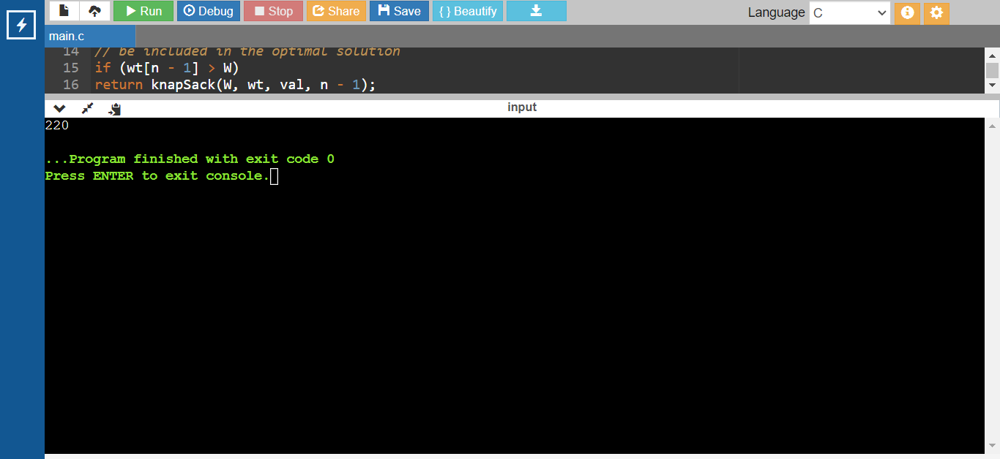 Run Debug Stop Share Save { } Beautify Language C
main.c
14 // be included in the optimal solution
15 if (wt[n - 1] > W)
16 return knapSack(W, wt, val, n - 1);
input
220
...Program finished with exit code 0
Press ENTER to exit console.